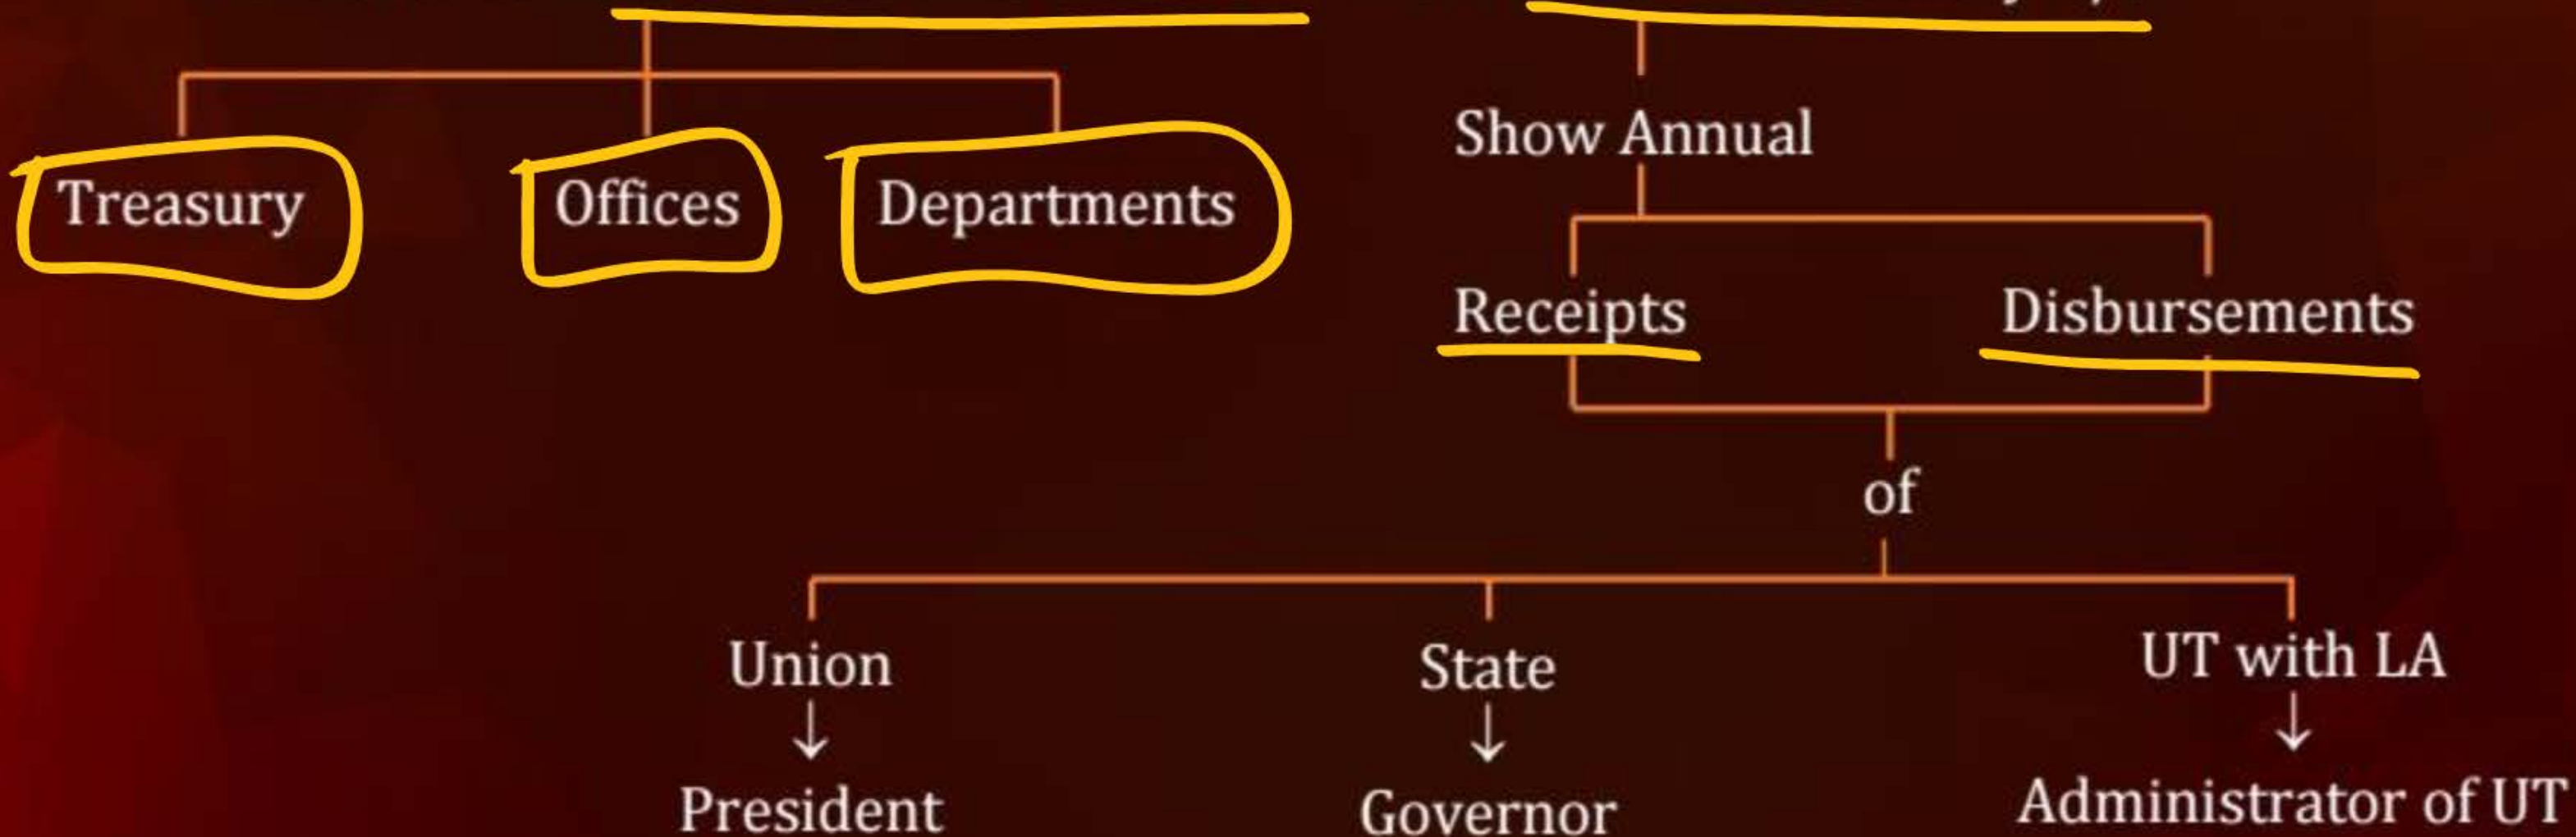 Show Annual
Treasury Offices Departments
Receipts Disbursements
of
Union State UT with LA
↓ ↓ ↓
President Governor Administrator of UT